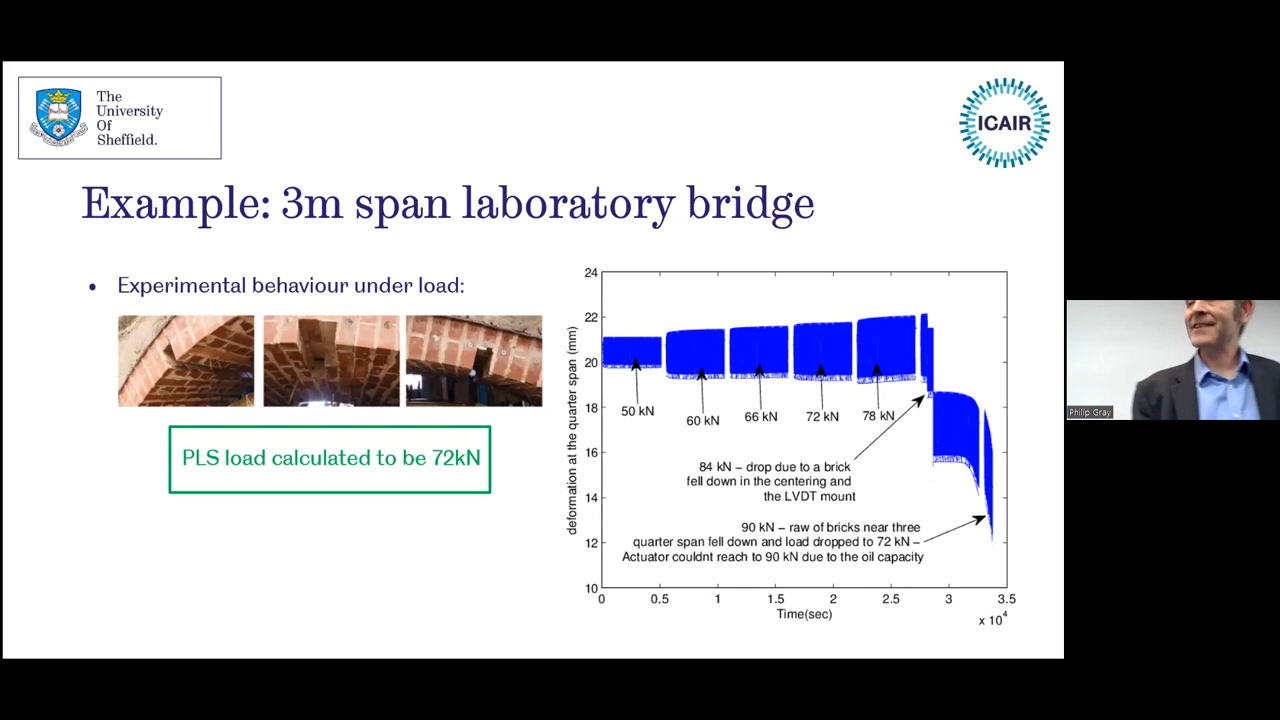 The
University
Of
Sheffield.
ICAIR
Example: 3m span laboratory bridge
• Experimental behaviour under load:
PLS load calculated to be 72kN
24
22
20
18
16
14
12
10
deformation at the quarter span (mm)
50 kN
60 kN
66 kN
72 kN
78 kN
84 kN – drop due to a brick
fell down in the centering and
the LVDT mount
90 kN – raw of bricks near three
quarter span fell down and load dropped to 72 kN –
Actuator couldnt reach to 90 kN due to the oil capacity
0 0.5 1 1.5 2 2.5 3 3.5
Time(sec)
x 10⁴
Philip Gray